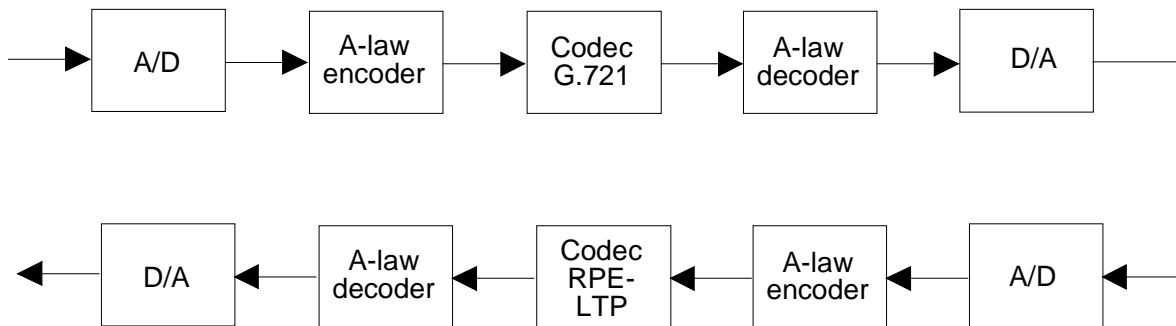 A/D
A-law
encoder
Codec
G.721
A-law
decoder
D/A
D/A
A-law
decoder
Codec
RPE-
LTP
A-law
encoder
A/D